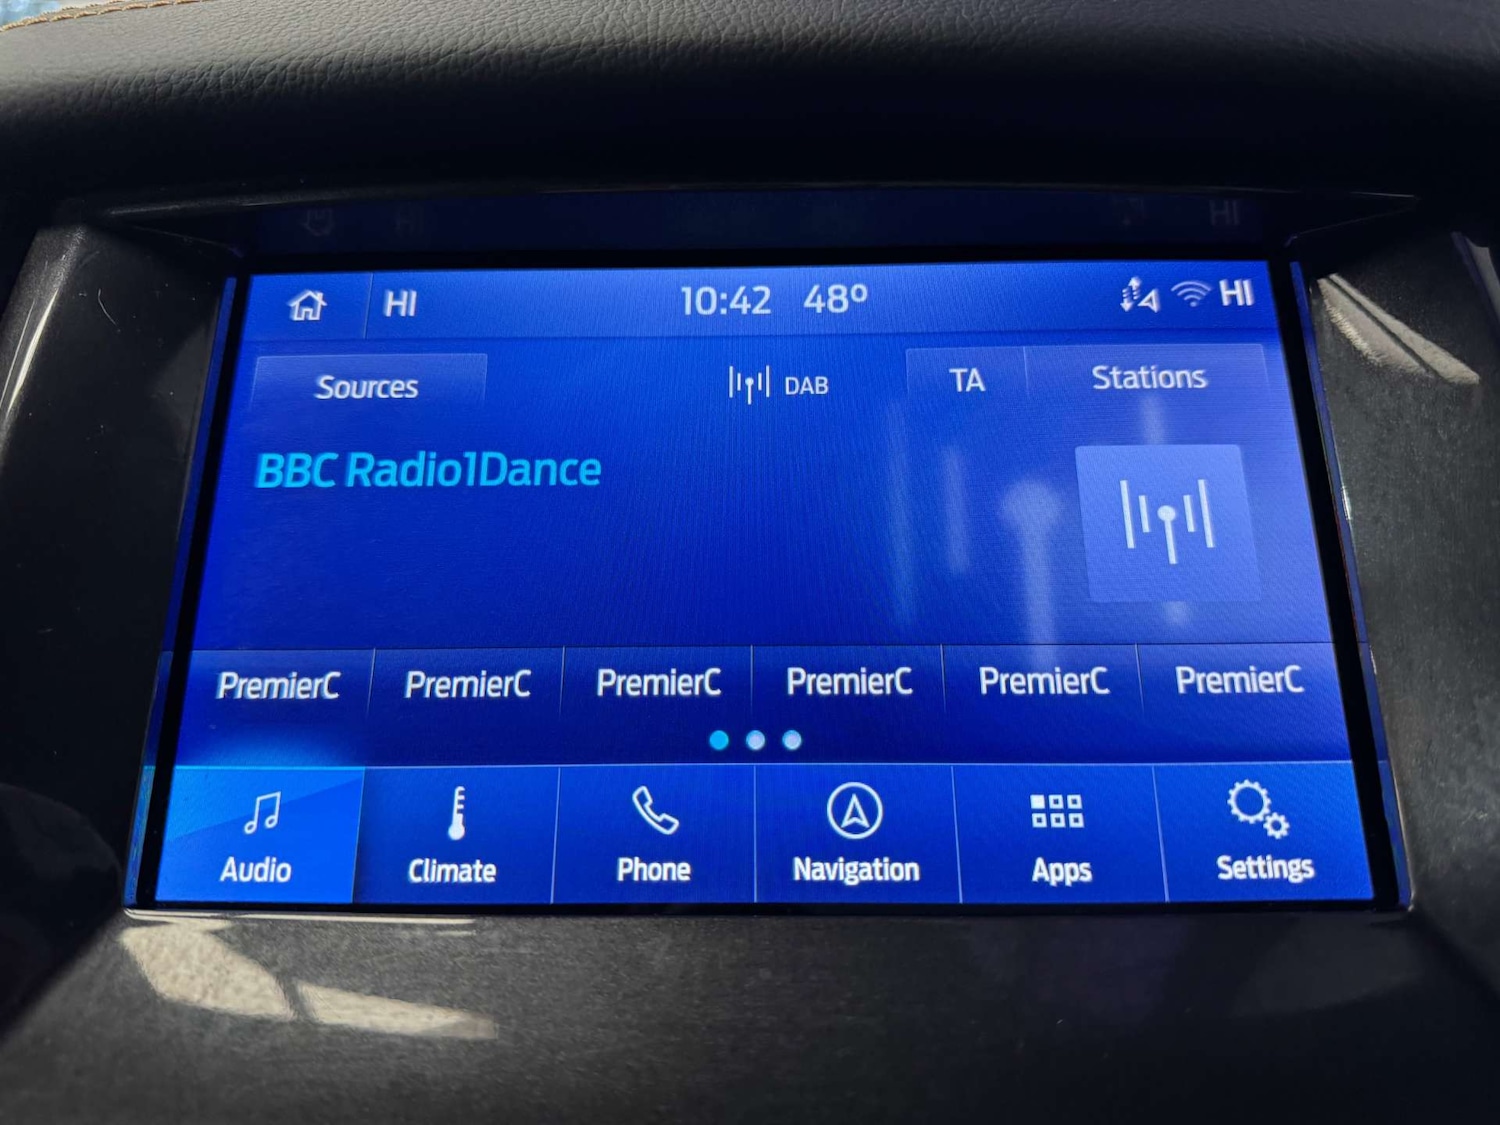 HI 10:42 48° HI
Sources DAB TA Stations
BBC Radio1Dance
PremierC PremierC PremierC PremierC PremierC PremierC
Audio Climate Phone Navigation Apps Settings